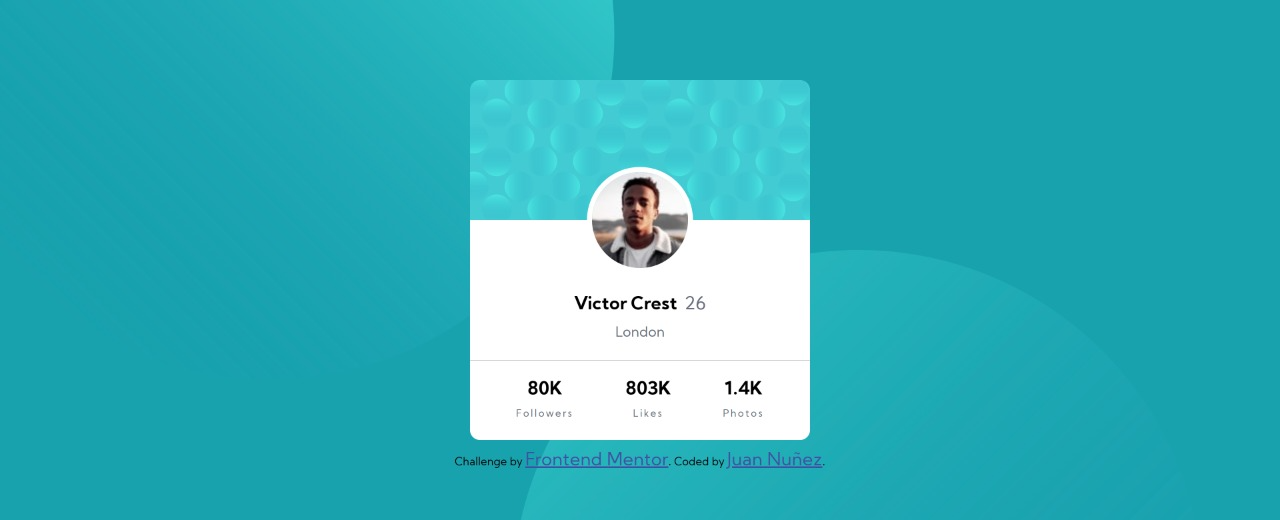 Victor Crest 26
London
80K 803K 1.4K
Followers Likes Photos
Challenge by Frontend Mentor. Coded by Juan Nuñez.